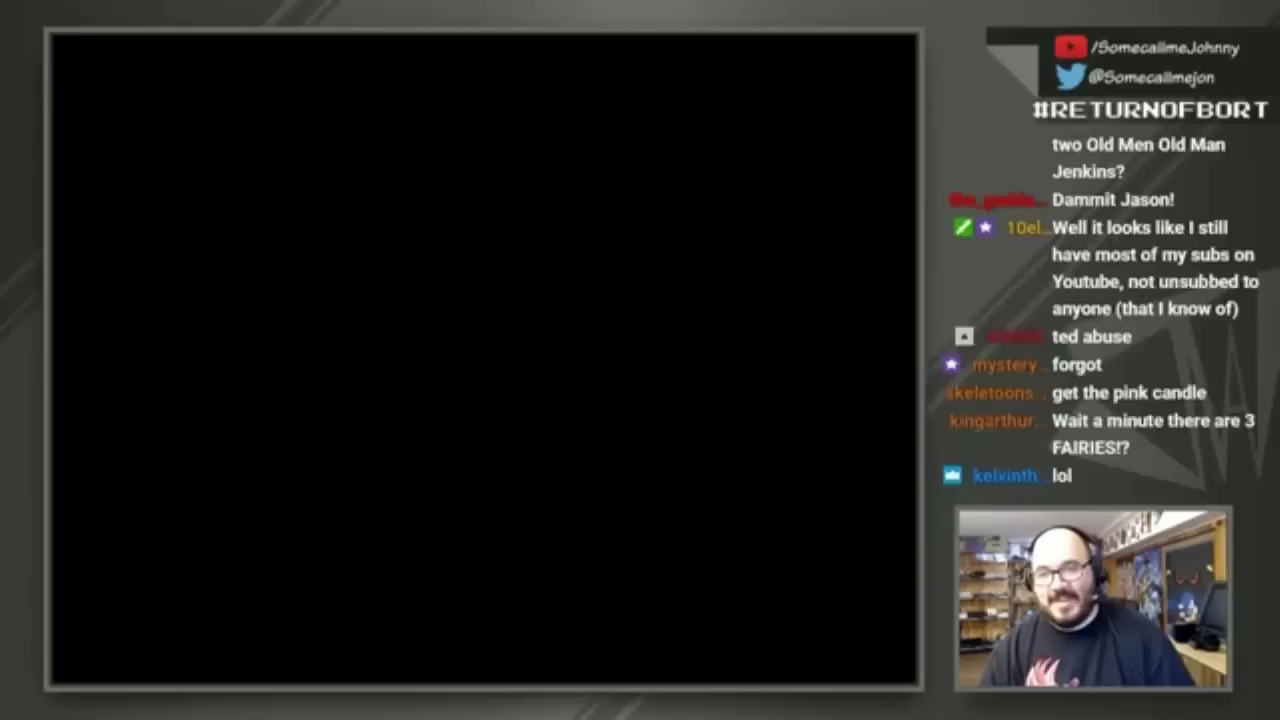 /SomecallmeJohnny
@Somecallmejon
#RETURNOFBORT
two Old Men Old Man
Jenkins?
Dammit Jason!
10el... Well it looks like I still
have most of my subs on
Youtube, not unsubbed to
anyone (that I know of)
ted abuse
mystery... forgot
skeletoons... get the pink candle
kingarthur... Wait a minute there are 3
FAIRIES!?
kelvinth... lol